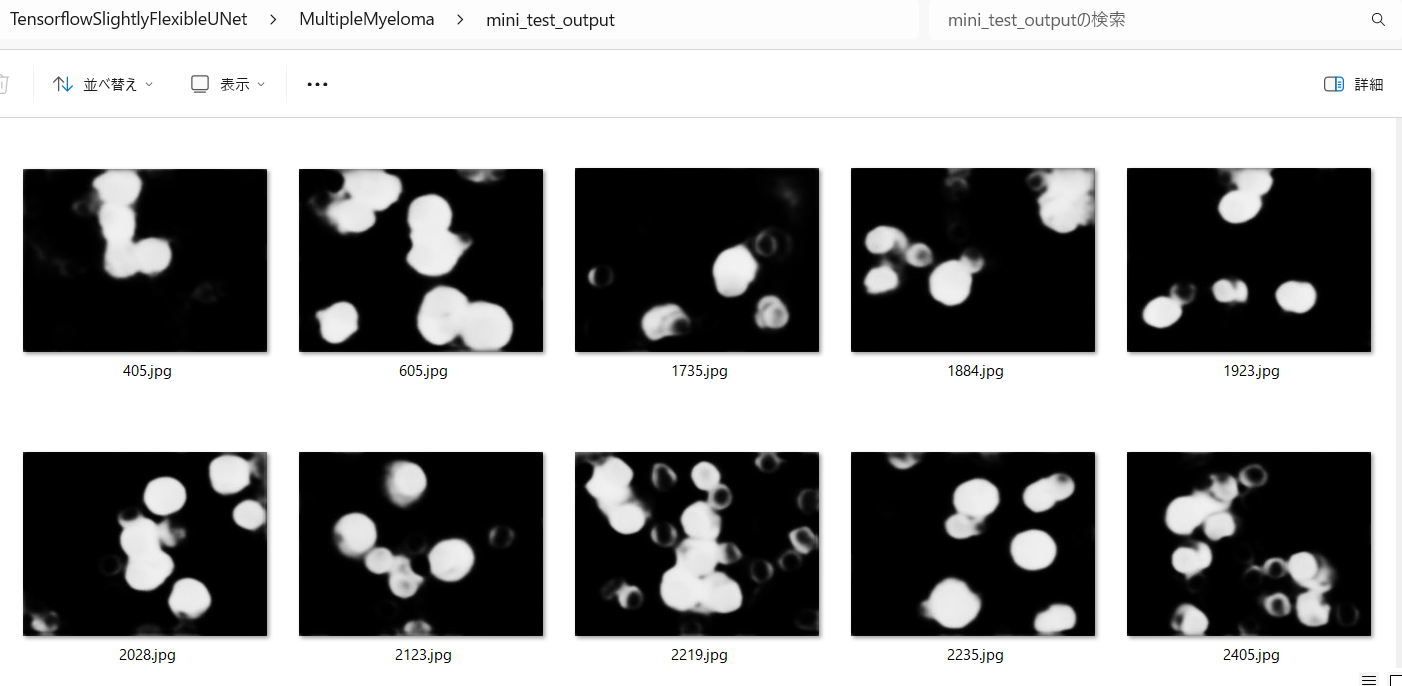 TensorflowSlightlyFlexibleUNet > MultipleMyeloma > mini_test_output
mini_test_outputの検索
並べ替え 表示 ••• 詳細
405.jpg 605.jpg 1735.jpg 1884.jpg 1923.jpg
2028.jpg 2123.jpg 2219.jpg 2235.jpg 2405.jpg